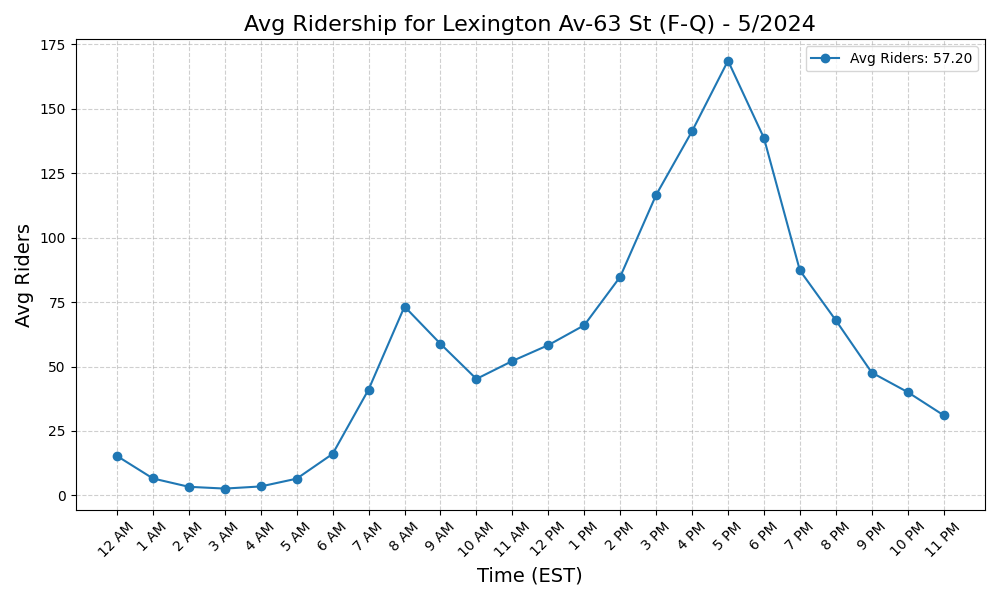 Avg Ridership for Lexington Av-63 St (F-Q) - 5/2024
Avg Riders: 57.20
175
150
125
100
75
50
25
0
Avg Riders
12 AM
1 AM
2 AM
3 AM
4 AM
5 AM
6 AM
7 AM
8 AM
9 AM
10 AM
11 AM
12 PM
1 PM
2 PM
3 PM
4 PM
5 PM
6 PM
7 PM
8 PM
9 PM
10 PM
11 PM
Time (EST)